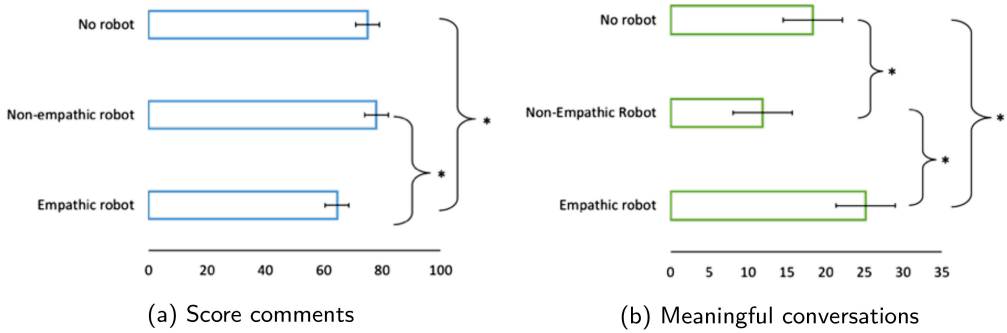 No robot
*
Non-empathic robot
*
Empathic robot
0 20 40 60 80 100
(a) Score comments
No robot
*
Non-Empathic Robot
*
*
Empathic robot
0 5 10 15 20 25 30 35
(b) Meaningful conversations